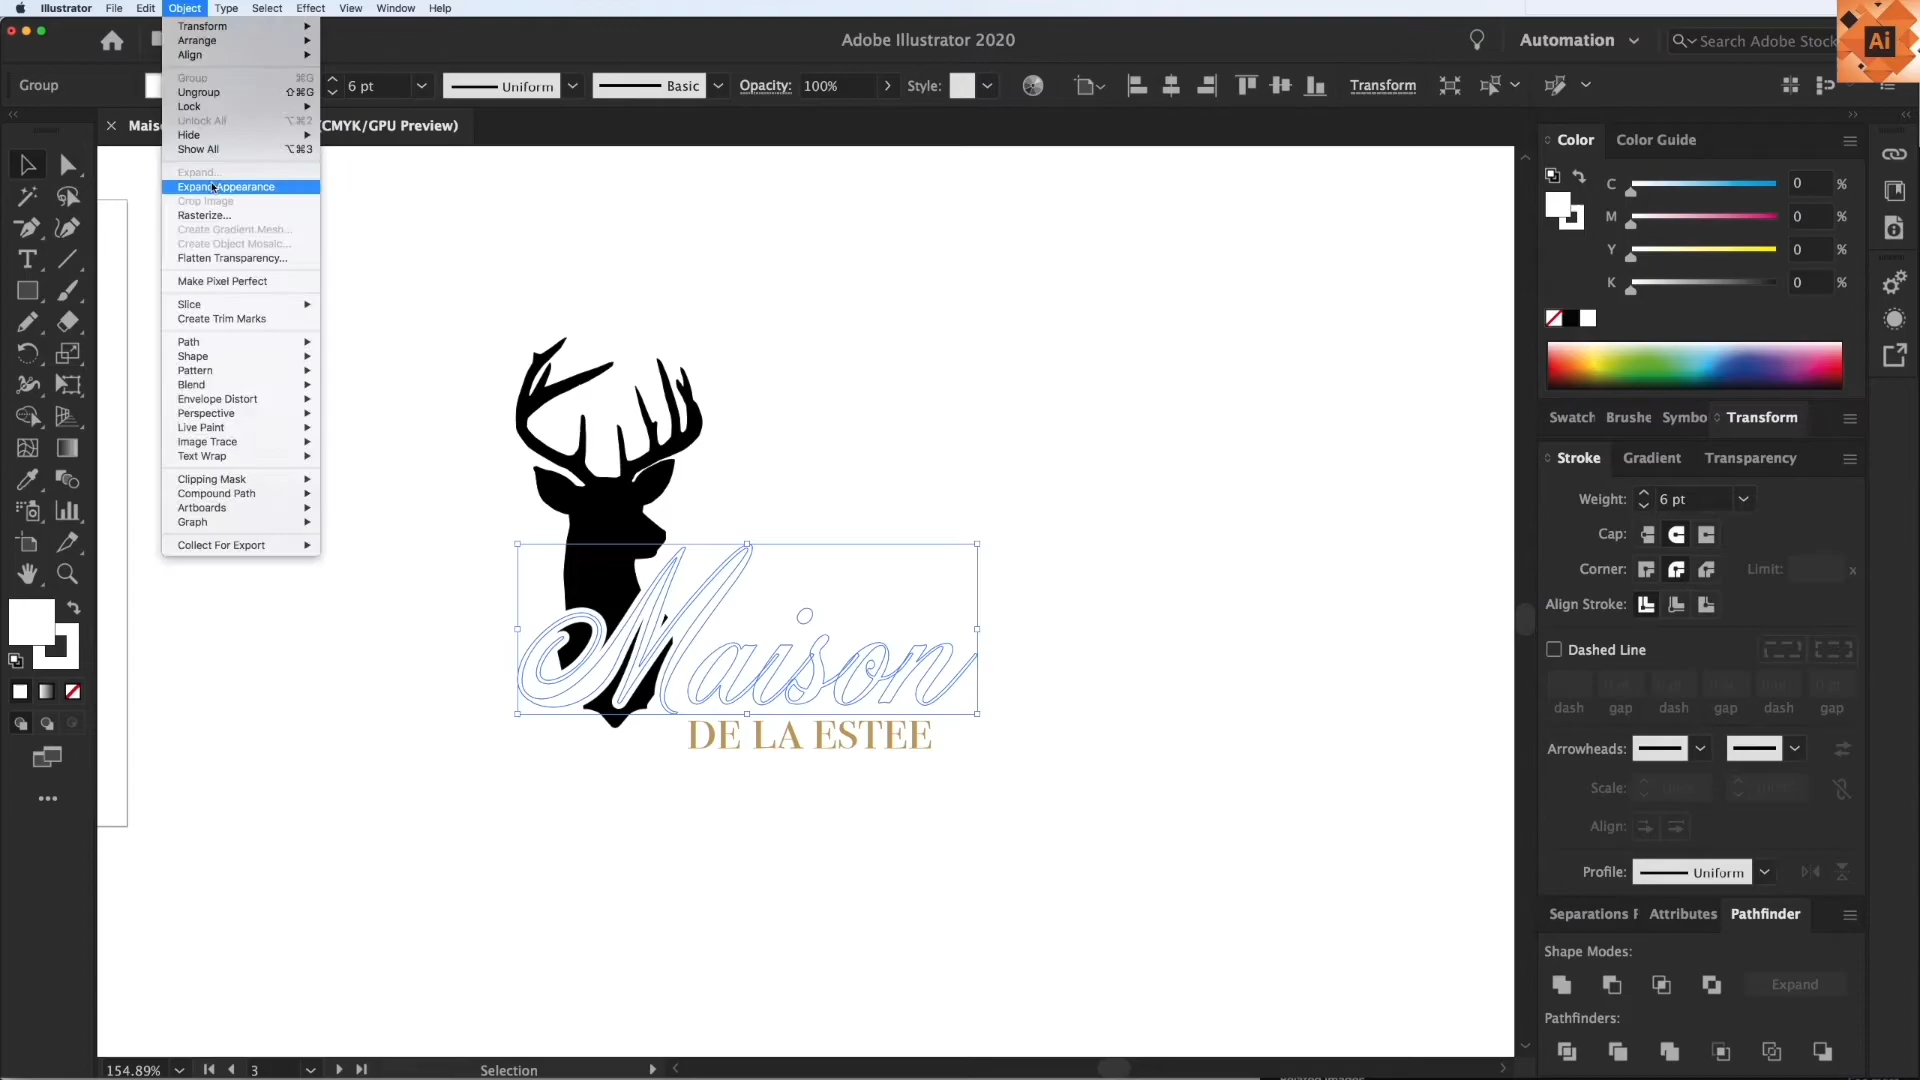 Illustrator File Edit Object Type Select Effect View Window Help
Adobe Illustrator 2020
Automation
Search Adobe Stock
Ai
Group
6 pt
Uniform
Basic
Opacity: 100%
Style:
Transform
Maiso
(CMYK/GPU Preview)
Transform
Arrange
Align
Group ⌘G
Ungroup ⇧⌘G
Lock
Unlock All ⌥⌘2
Hide
Show All ⌥⌘3
Expand...
Expand Appearance
Crop Image
Rasterize...
Create Gradient Mesh...
Create Object Mosaic...
Flatten Transparency...
Make Pixel Perfect
Slice
Create Trim Marks
Path
Shape
Pattern
Blend
Envelope Distort
Perspective
Live Paint
Image Trace
Text Wrap
Clipping Mask
Compound Path
Artboards
Graph
Collect For Export
Maison
DE LA ESTEE
Color Color Guide
C 0 %
M 0 %
Y 0 %
K 0 %
Swatch Brushe Symbo Transform
Stroke Gradient Transparency
Weight: 6 pt
Cap:
Corner: Limit: x
Align Stroke:
Dashed Line
dash gap dash gap dash gap
Arrowheads:
Scale:
Align:
Profile: Uniform
Separations F Attributes Pathfinder
Shape Modes:
Expand
Pathfinders:
154.89% 3 Selection